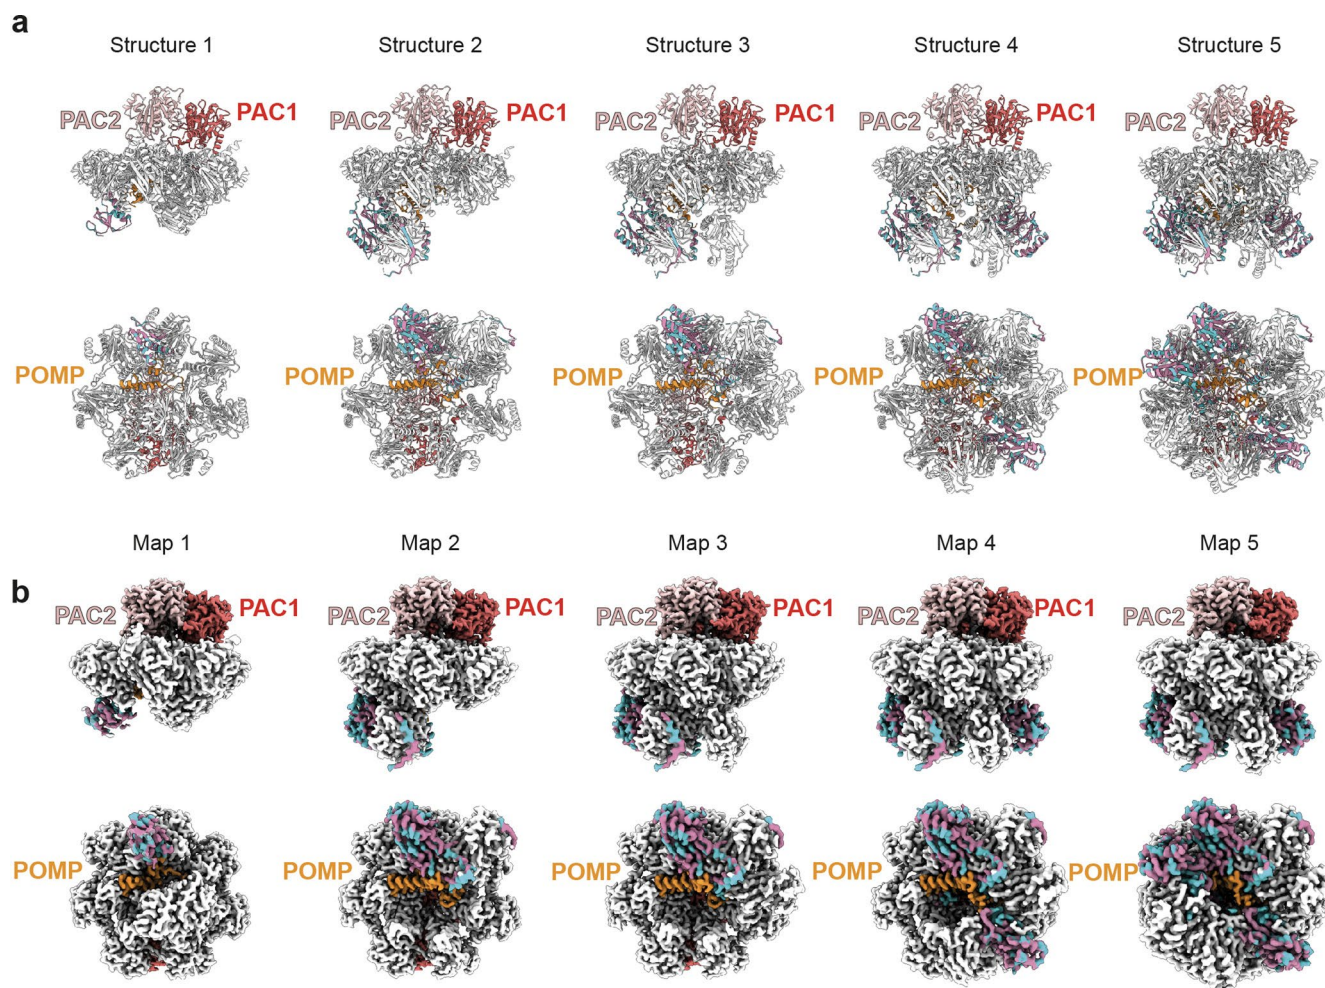 a
Structure 1 Structure 2 Structure 3 Structure 4 Structure 5
PAC2 PAC1 PAC2 PAC1 PAC2 PAC2 PAC1 PAC2
POMP POMP POMP POMP POMP
Map 1 Map 2 Map 3 Map 4 Map 5
b
PAC2 PAC1 PAC2 PAC1 PAC2 PAC1 PAC2 PAC1 PAC2
POMP POMP POMP POMP POMP